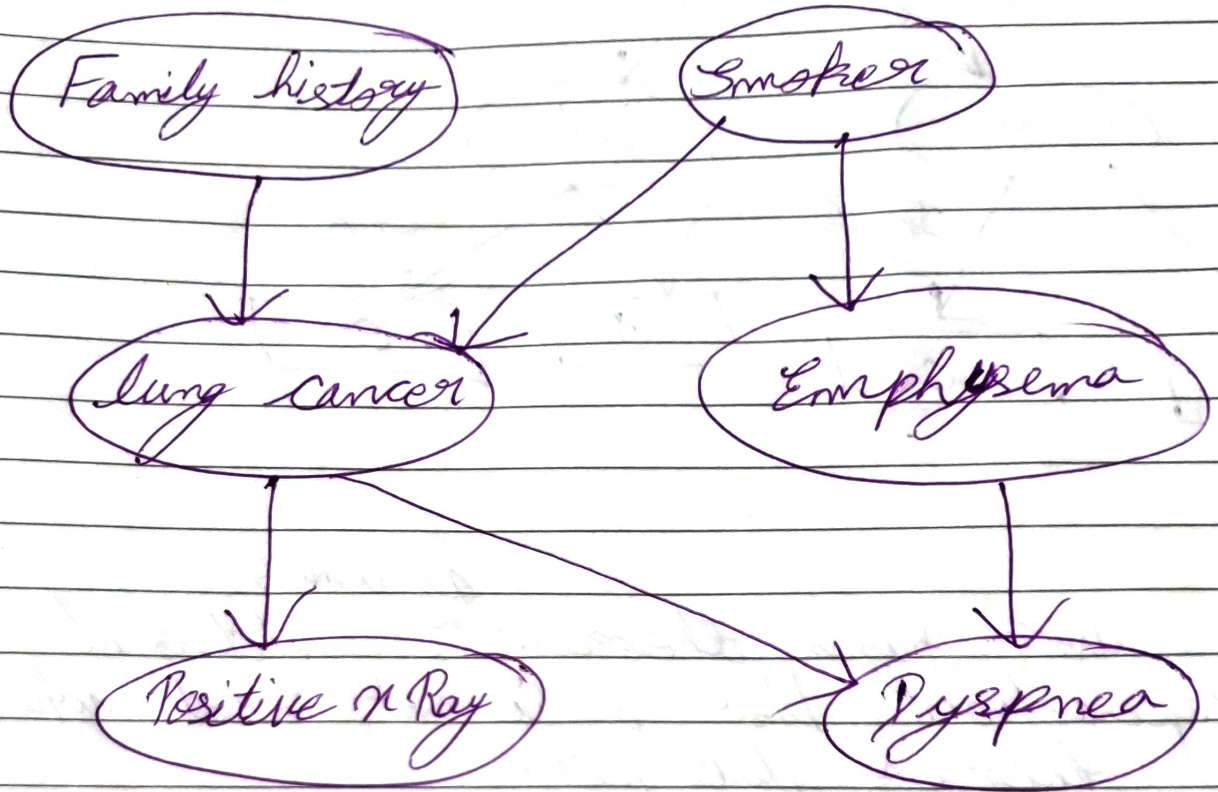 Family history
Smoker
lung cancer
Emphysema
Positive x Ray
Dyspnea